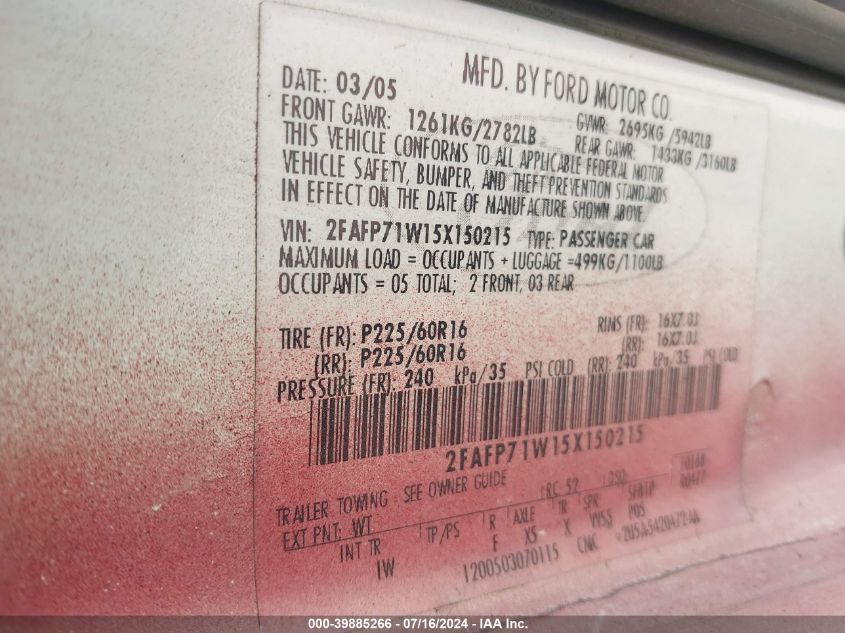 MFD. BY FORD MOTOR CO.
DATE: 03/05 GVWR: 2695KG /5942LB
FRONT GAWR: 1261KG/2782LB REAR GAWR: 1433KG /3160LB
THIS VEHICLE CONFORMS TO ALL APPLICABLE FEDERAL MOTOR
VEHICLE SAFETY, BUMPER, AND THEFT PREVENTION STANDARDS
IN EFFECT ON THE DATE OF MANUFACTURE SHOWN ABOVE.
VIN: 2FAFP71W15X150215 TYPE: PASSENGER CAR
MAXIMUM LOAD = OCCUPANTS + LUGGAGE =499KG/1100LB
OCCUPANTS = 05 TOTAL; 2 FRONT, 03 REAR
TIRE (FR): P225/60R16 RIMS (FR): 16X7.0J
(RR): P225/60R16 (RR): 16X7.0J
PRESSURE (FR): 240 kPa/35 PSI COLD (RR): 240 kPa/35 PSI COLD
2FAFP71W15X150215
TRAILER TOWING SEE OWNER GUIDE
EXT PNT: WT RC: 52
INT TR TP/PS R AXLE TR SPR
IW F X5 X VV5S POS
1200503070115 CMC
000-39885266 - 07/16/2024 - IAA Inc.